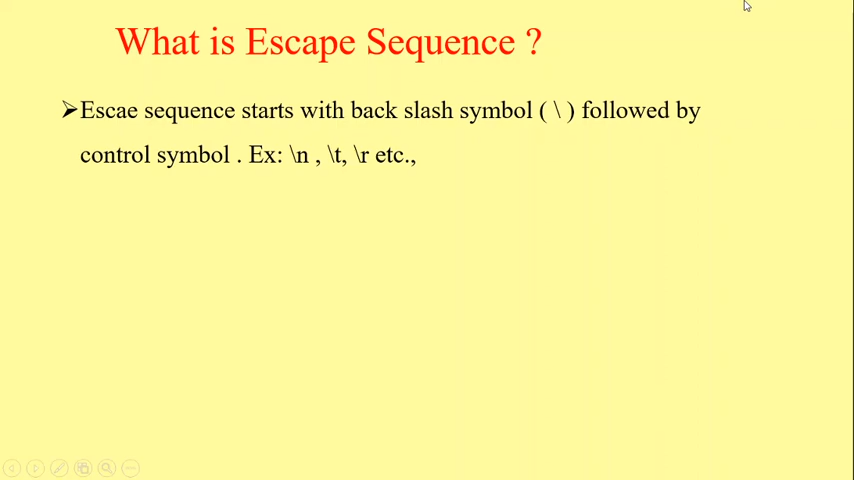 What is Escape Sequence ?
➢Escae sequence starts with back slash symbol ( \ ) followed by
control symbol . Ex: \n , \t, \r etc.,